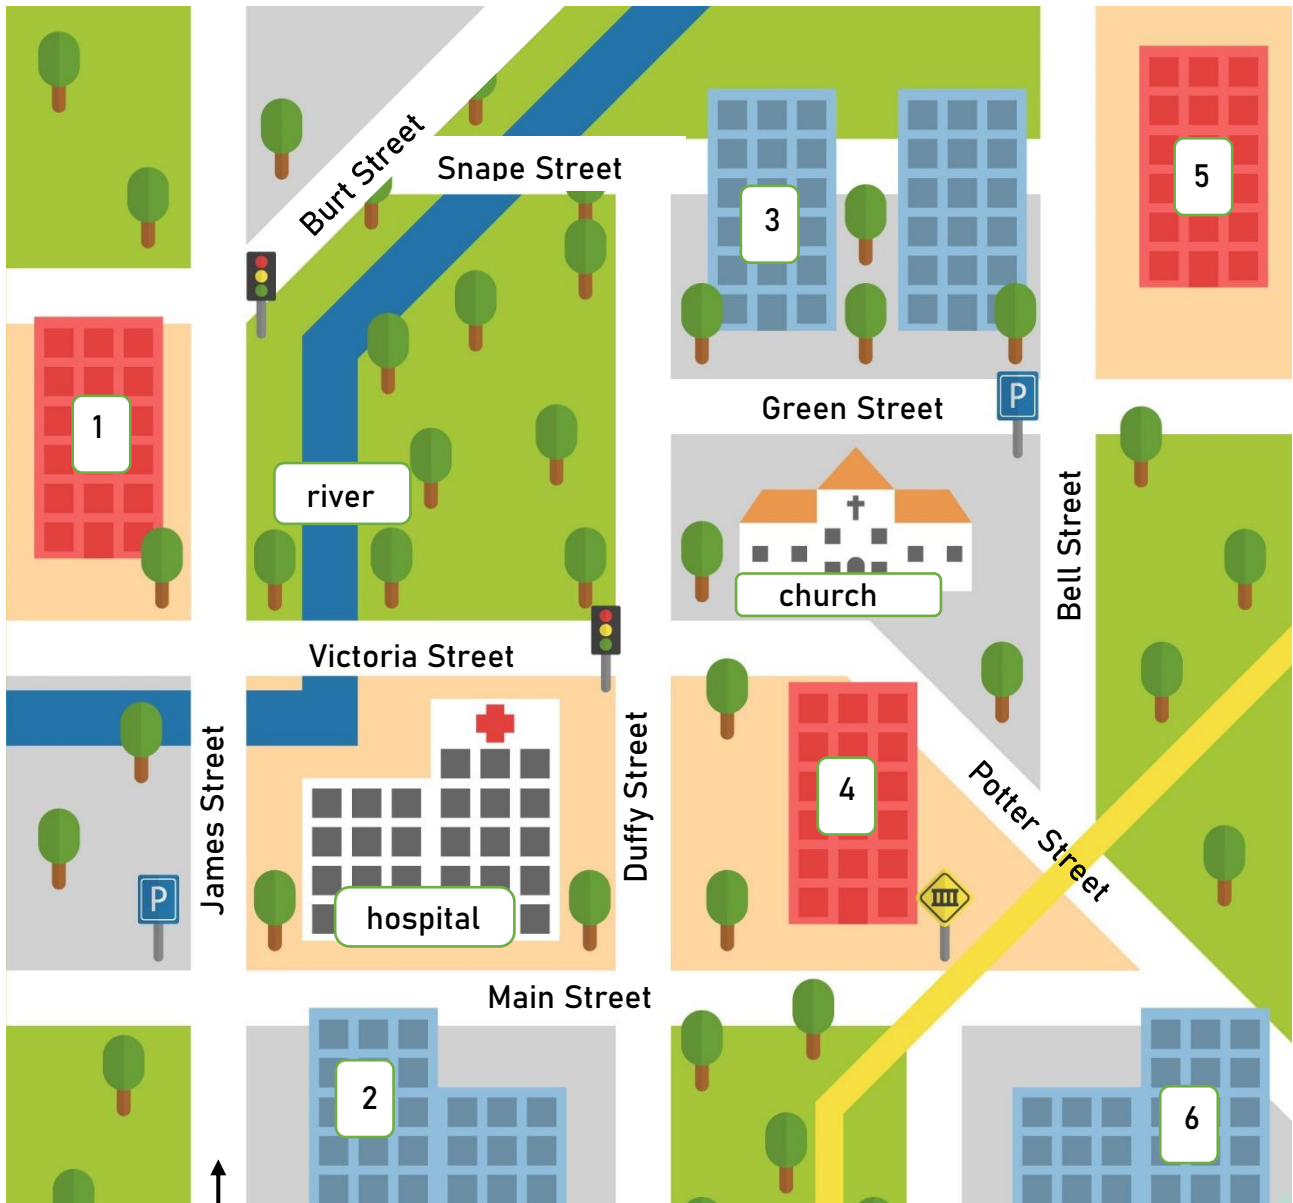 Burt Street
Snape Street
5
3
P
Green Street
1
river
church
Bell Street
Victoria Street
4
Potter Street
Duffy Street
James Street
P
hospital
Main Street
2
6